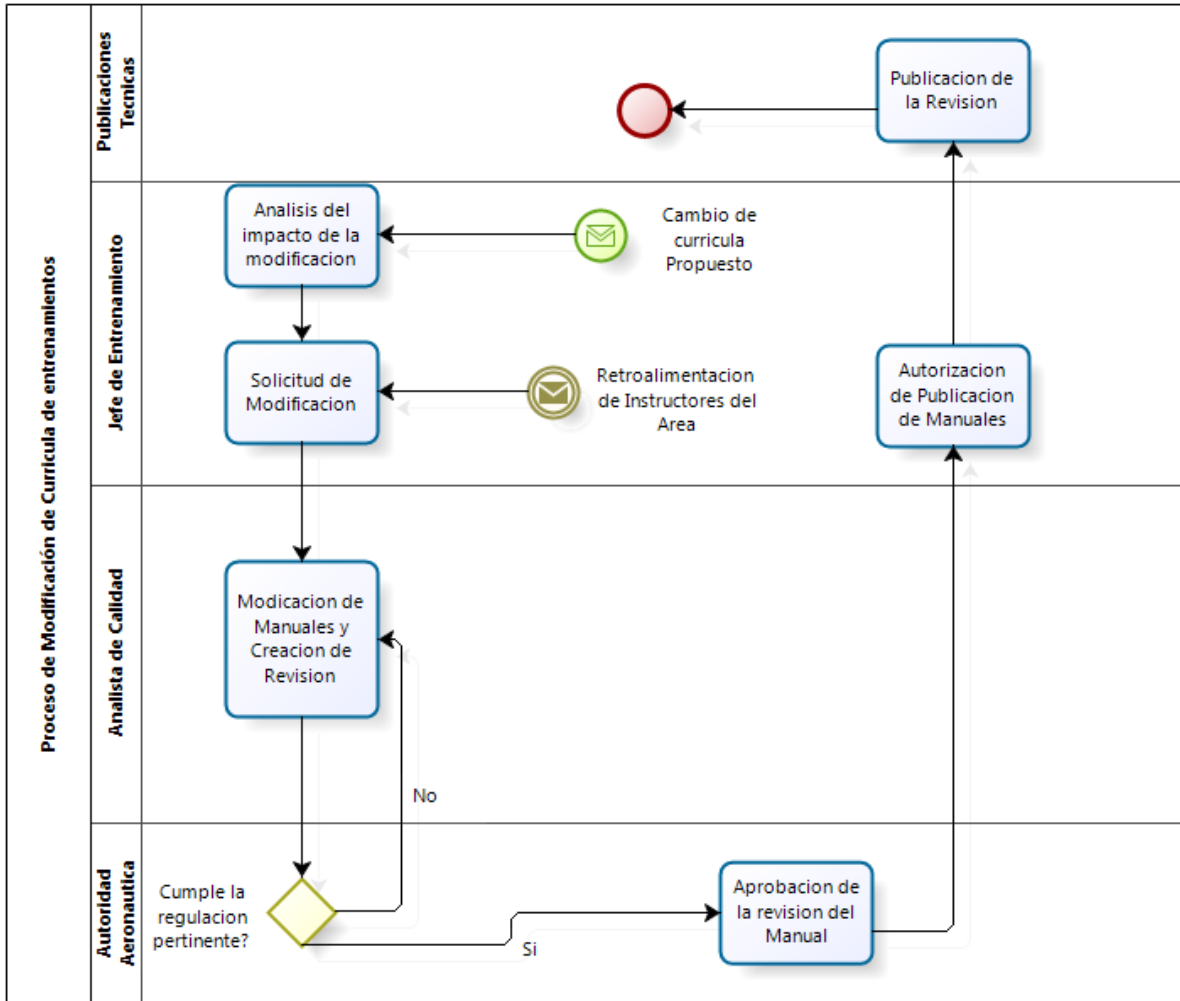 Proceso de Modificación de Curricula de entrenamientos
Publicaciones
Tecnicas
Publicacion de
la Revision
Jefe de Entrenamiento
Analisis del
impacto de la
modificacion
Cambio de
curricula
Propuesto
Solicitud de
Modificacion
Retroalimentacion
de Instructores del
Area
Autorizacion
de Publicacion
de Manuales
Analista de Calidad
Modicacion de
Manuales y
Creacion de
Revision
No
Autoridad
Aeronautica
Cumple la
regulacion
pertinente?
Si
Aprobacion de
la revision del
Manual